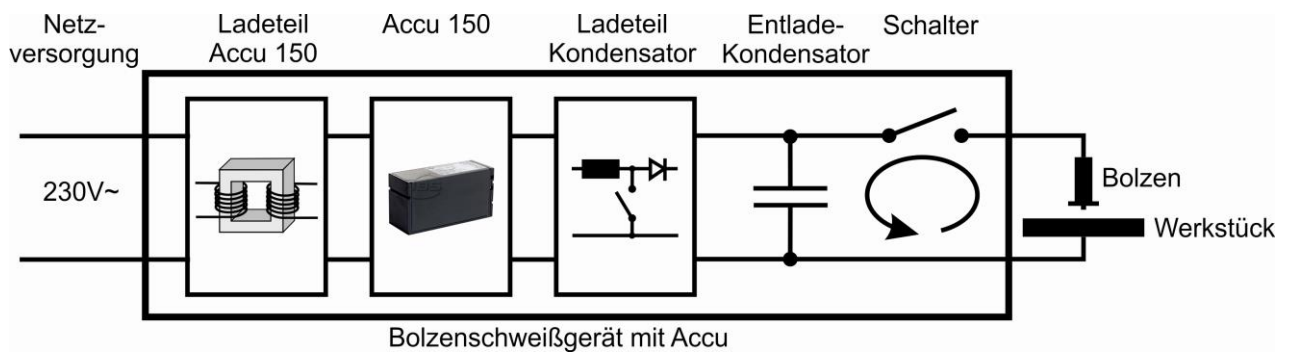 Netz-
versorgung
Ladeteil
Accu 150
Accu 150
Ladeteil
Kondensator
Entlade-
Kondensator
Schalter
230V~
Bolzen
Werkstück
Bolzenschweißgerät mit Accu